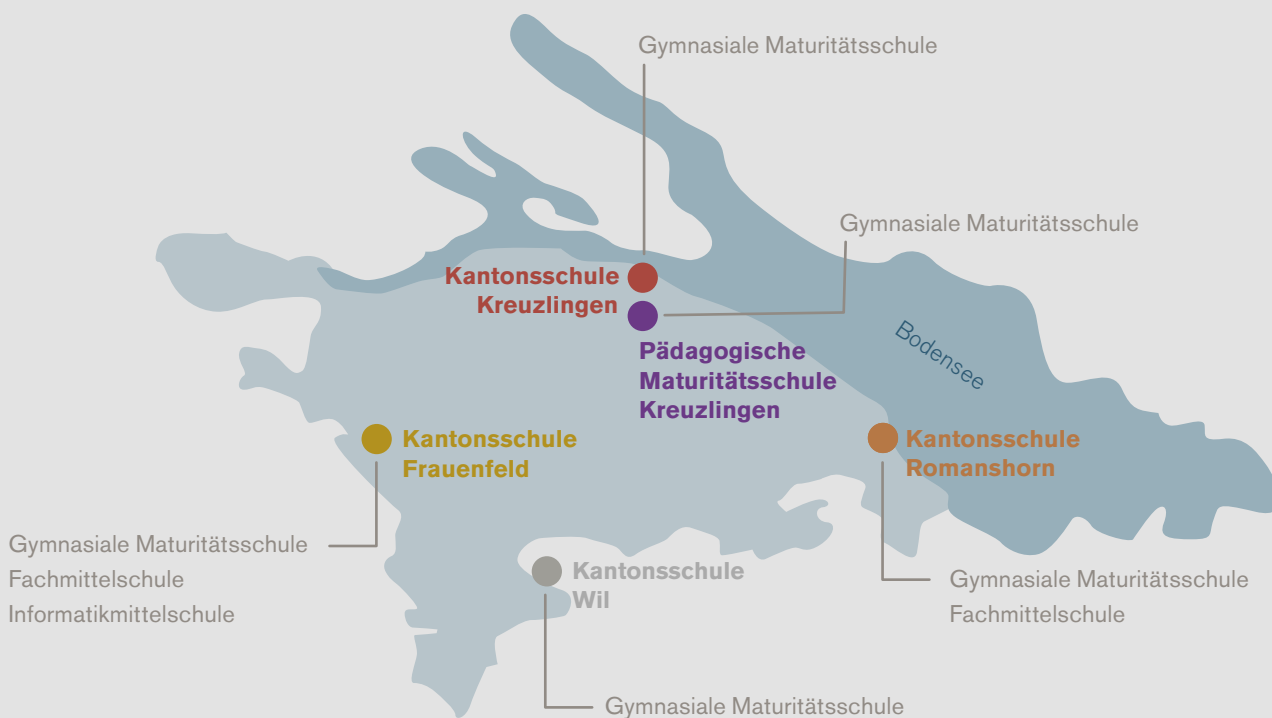 Gymnasiale Maturitätsschule
Gymnasiale Maturitätsschule
Kantonsschule
Kreuzlingen
Pädagogische
Maturitätsschule
Kreuzlingen
Bodensee
Kantonsschule
Frauenfeld
Kantonsschule
Romanshorn
Gymnasiale Maturitätsschule
Fachmittelschule
Informatikmittelschule
Kantonsschule
Wil
Gymnasiale Maturitätsschule
Fachmittelschule
Gymnasiale Maturitätsschule